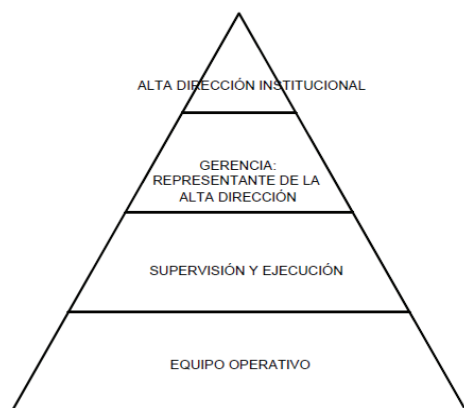 ALTA DIRECCIÓN INSTITUCIONAL
GERENCIA:
REPRESENTANTE DE LA
ALTA DIRECCIÓN
SUPERVISIÓN Y EJECUCIÓN
EQUIPO OPERATIVO